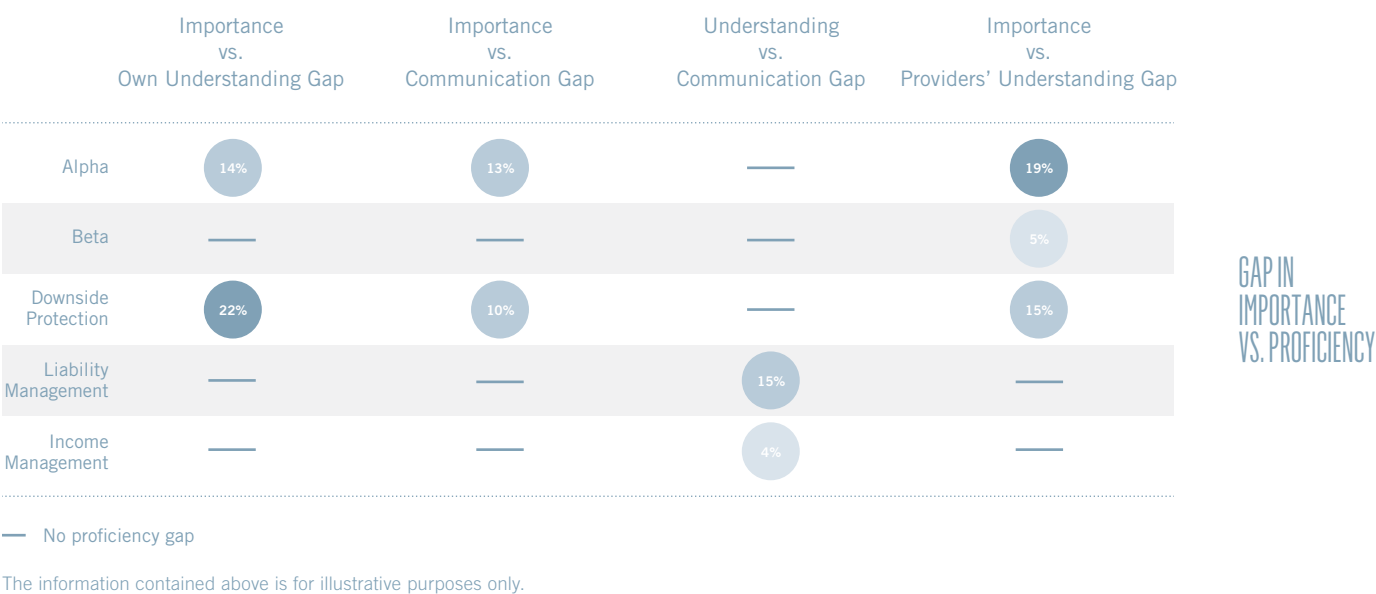 Importance
vs.
Own Understanding Gap
Importance
vs.
Communication Gap
Understanding
vs.
Communication Gap
Importance
vs.
Providers’ Understanding Gap
Alpha
14%
13%
19%
Beta
5%
Downside
Protection
22%
10%
15%
Liability
Management
15%
Income
Management
4%
No proficiency gap
The information contained above is for illustrative purposes only.
GAP IN
IMPORTANCE
VS. PROFICIENCY